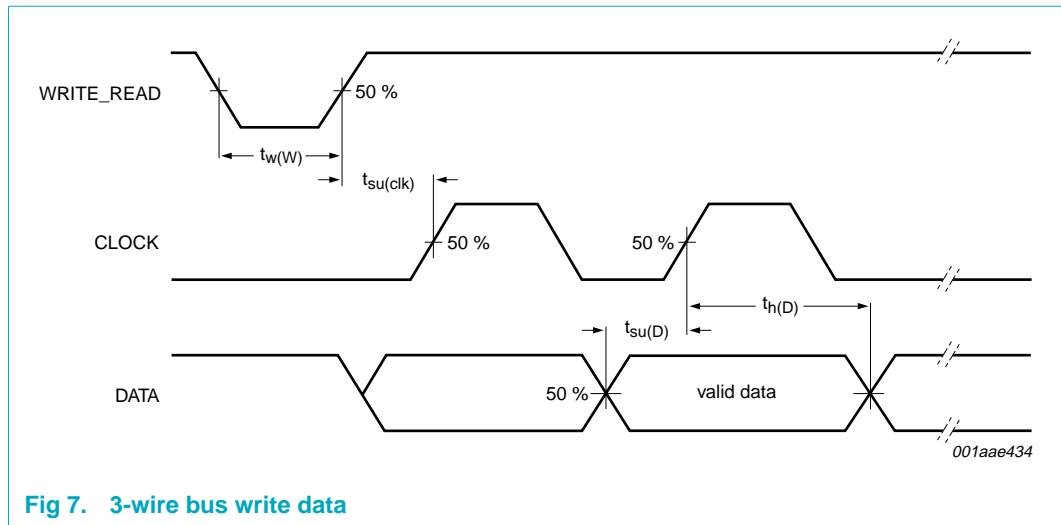 WRITE_READ
50 %
tw(W)
tsu(clk)
CLOCK
50 %
50 %
th(D)
tsu(D)
DATA
50 %
valid data
001aae434
Fig 7. 3-wire bus write data